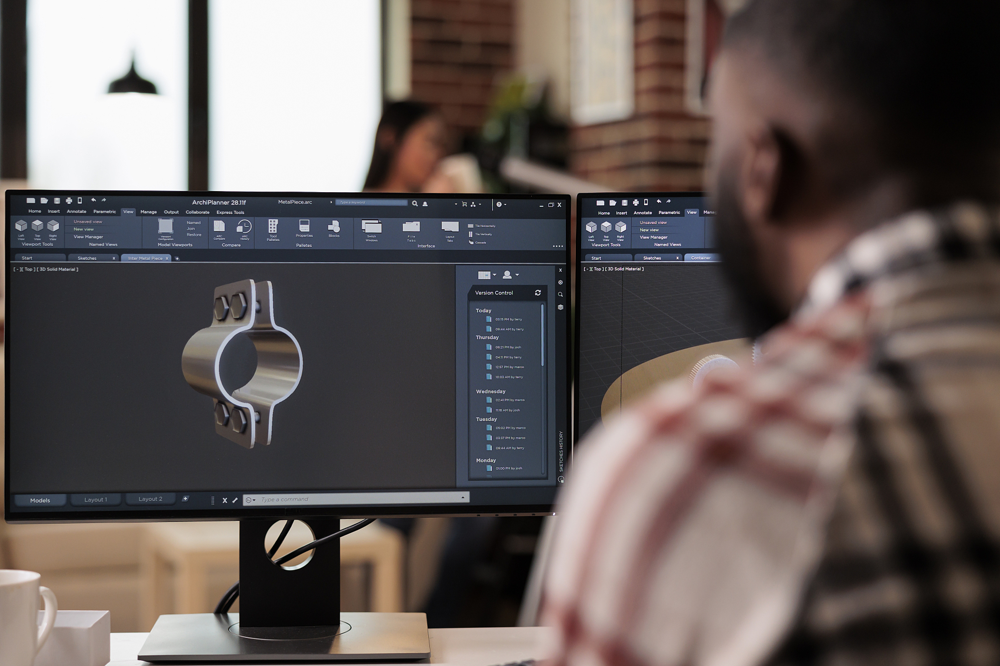 ArchiPlanner 28.11f
MetalPiece.arc
Type a keyword
Home Insert Annotate Parametric View Manage Output Collaborate Express Tools
Unsaved view
New view
View Manager
Left View
Top View
Right View
Viewport Tools
Named Views
Viewport Configuration
Named
Join
Restore
Model Viewports
ARC Compare
ARC History
Compare
Tool Palletes
Properties
Blocks
Palletes
Switch Windows
File Tabs
Layout Tabs
Tile Horizontally
Tile Vertically
Cascade
Interface
Start
Sketches x
Inter Metal Piece x
[ - ][ Top ] [ 3D Solid Material ]
Version Control
Today
03:15 PM by terry
09:44 AM by terry
Thursday
06:21 PM by josh
04:11 PM by terry
12:57 PM by marco
10:03 AM by terry
Wednesday
02:41 PM by marco
11:18 AM by josh
Tuesday
05:02 PM by marco
03:37 PM by marco
09:44 AM by terry
Monday
01:00 PM by josh
SKETCHES HISTORY
Models
Layout 1
Layout 2
Type a command
Home Insert Annotate Parametric View
Unsaved view
New view
View Manager
Left View
Top View
Right View
Viewport Tools
Named Views
Start
Sketches x
Container
[ - ][ Top ] [ 3D Solid Material ]